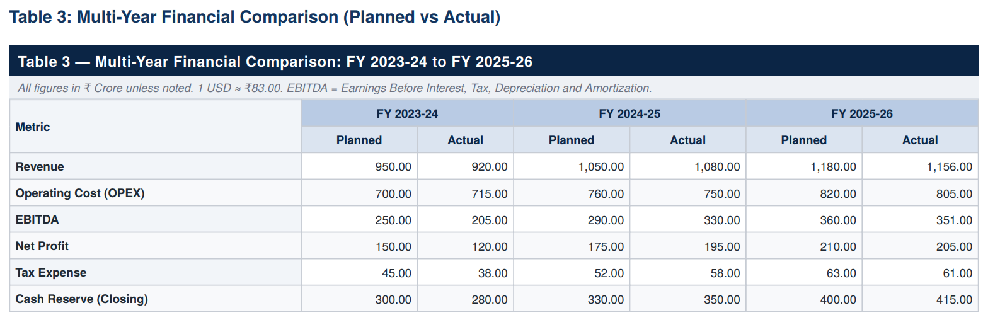 Table 3: Multi-Year Financial Comparison (Planned vs Actual)
Table 3 — Multi-Year Financial Comparison: FY 2023-24 to FY 2025-26
All figures in ₹ Crore unless noted. 1 USD ≈ ₹83.00. EBITDA = Earnings Before Interest, Tax, Depreciation and Amortization.
Metric FY 2023-24 FY 2024-25 FY 2025-26
Planned Actual Planned Actual Planned Actual
Revenue 950.00 920.00 1,050.00 1,080.00 1,180.00 1,156.00
Operating Cost (OPEX) 700.00 715.00 760.00 750.00 820.00 805.00
EBITDA 250.00 205.00 290.00 330.00 360.00 351.00
Net Profit 150.00 120.00 175.00 195.00 210.00 205.00
Tax Expense 45.00 38.00 52.00 58.00 63.00 61.00
Cash Reserve (Closing) 300.00 280.00 330.00 350.00 400.00 415.00